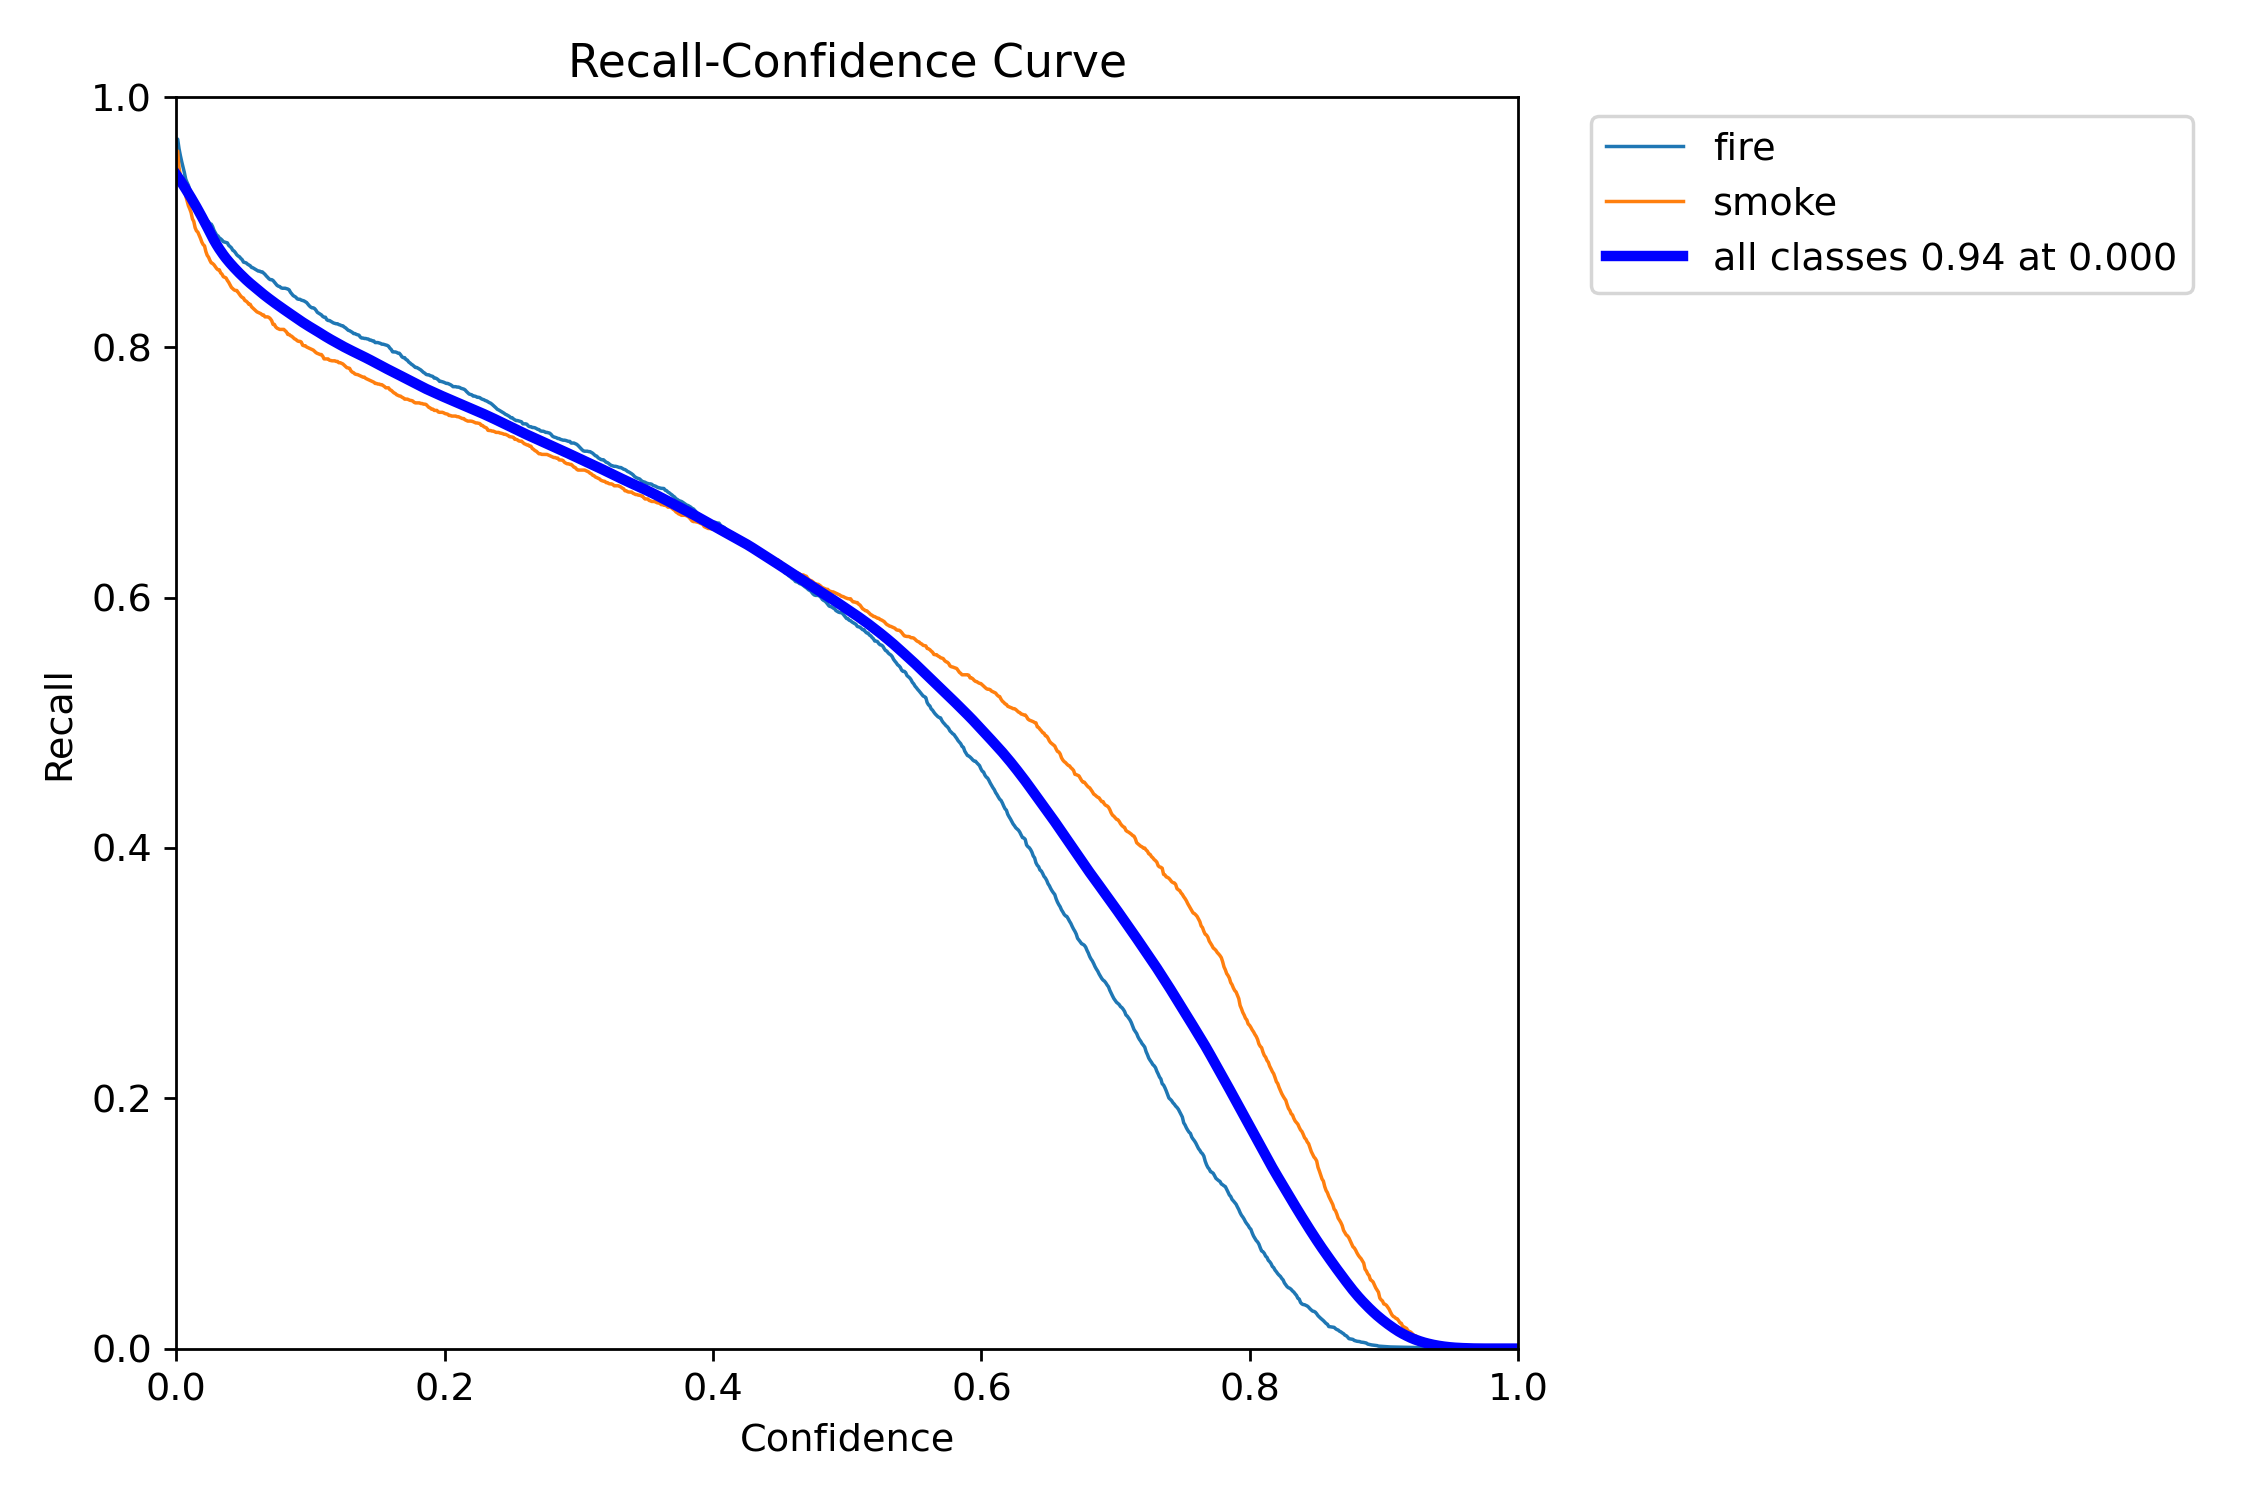 Recall-Confidence Curve
1.0
0.8
0.6
0.4
0.2
0.0
Recall
0.0 0.2 0.4 0.6 0.8 1.0
Confidence
fire
smoke
all classes 0.94 at 0.000